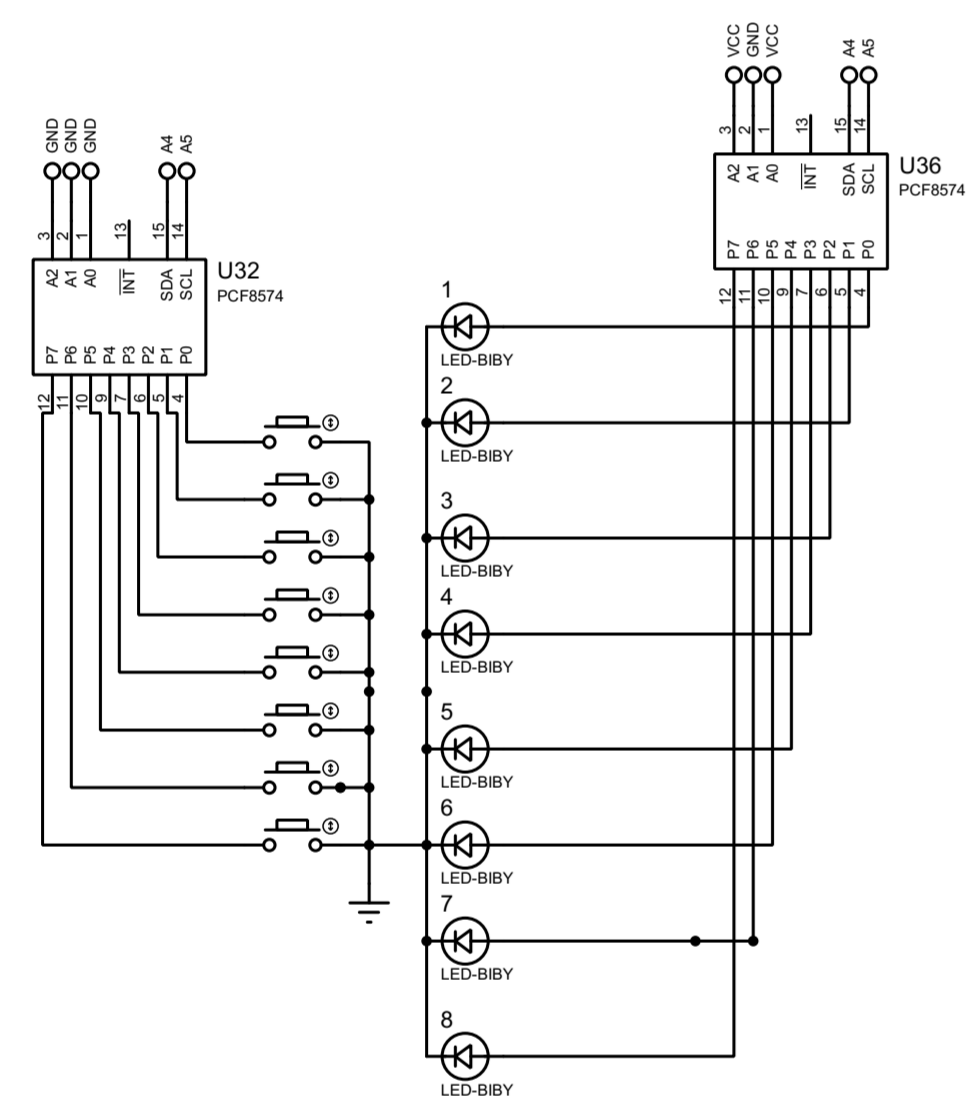 VCC
GND
VCC
A4
A5
3
2
1
13
15
14
A2
A1
A0
INT
SDA
SCL
U36
PCF8574
P7
P6
P5
P4
P3
P2
P1
P0
12
11
10
9
7
6
5
4
GND
GND
GND
A4
A5
3
2
1
13
15
14
A2
A1
A0
INT
SDA
SCL
U32
PCF8574
P7
P6
P5
P4
P3
P2
P1
P0
12
11
10
9
7
6
5
4
1
LED-BIBY
2
LED-BIBY
3
LED-BIBY
4
LED-BIBY
5
LED-BIBY
6
LED-BIBY
7
LED-BIBY
8
LED-BIBY